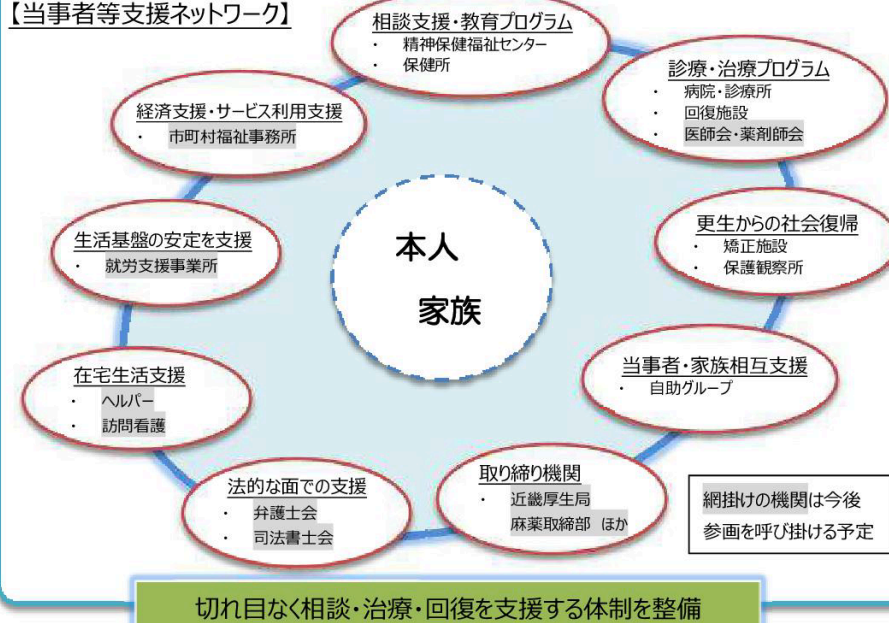 【当事者等支援ネットワーク】
相談支援・教育プログラム
・ 精神保健福祉センター
・ 保健所
診療・治療プログラム
・ 病院・診療所
・ 回復施設
・ 医師会・薬剤師会
経済支援・サービス利用支援
・ 市町村福祉事務所
更生からの社会復帰
・ 矯正施設
・ 保護観察所
生活基盤の安定を支援
・ 就労支援事業所
本人
家族
当事者・家族相互支援
・ 自助グループ
在宅生活支援
・ ヘルパー
・ 訪問看護
取り締り機関
・ 近畿厚生局
麻薬取締部 ほか
法的な面での支援
・ 弁護士会
・ 司法書士会
網掛けの機関は今後
参画を呼び掛ける予定
切れ目なく相談・治療・回復を支援する体制を整備